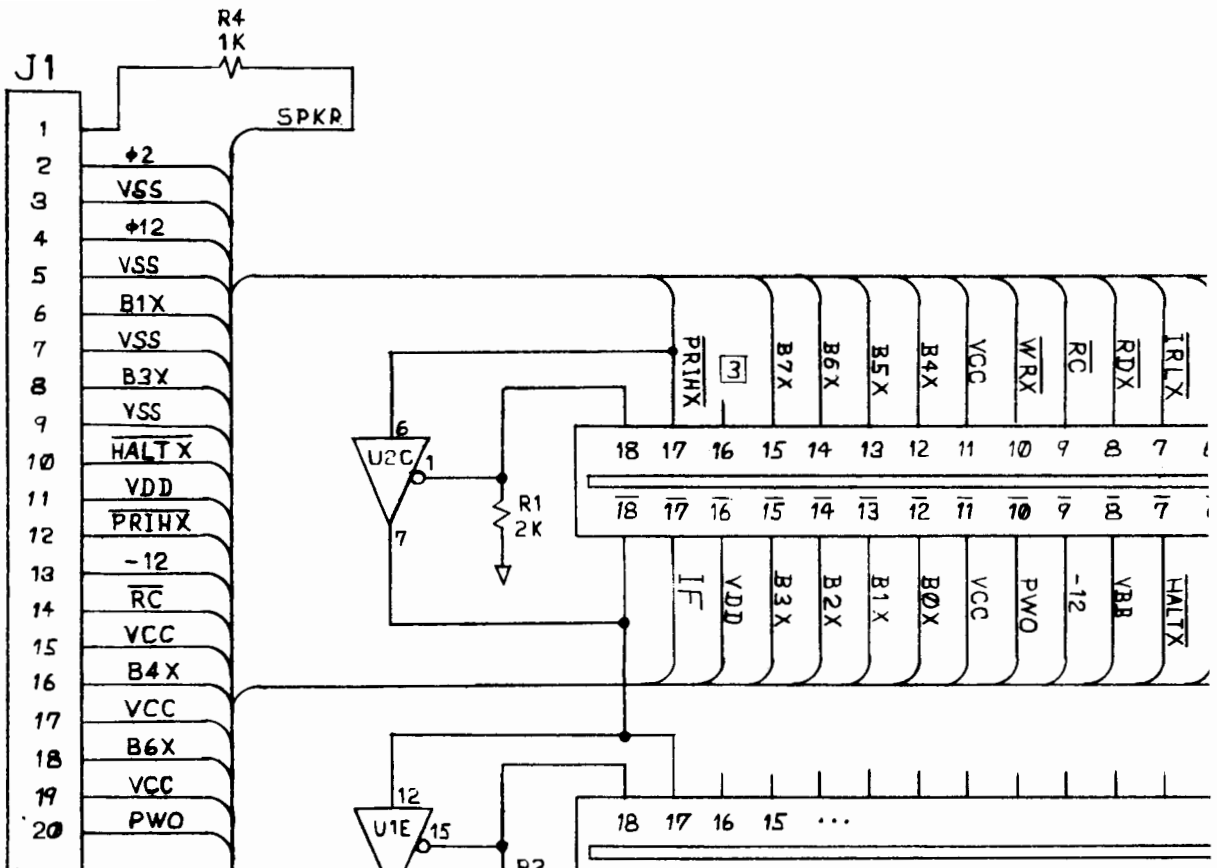 R4
1K
J1
SPKR
1
2 ϕ2
3 VSS
4 ϕ12
5 VSS
6 B1X
7 VSS
8 B3X
9 VSS
10 HALTX
11 VDD
12 PRIHX
13 -12
14 RC
15 VCC
16 B4X
17 VCC
18 B6X
19 VCC
20 PWO
PRIHX 3 B7X B6X B5X B4X VCC WRX RC RDX IRLX
6
U2C 1
7
R1
2K
18 17 16 15 14 13 12 11 10 9 8 7
18 17 16 15 14 13 12 11 10 9 8 7
IF VDD B3X B2X B1X B0X VCC PWO -12 VBB HALTX
12
U1E 15
18 17 16 15 ...